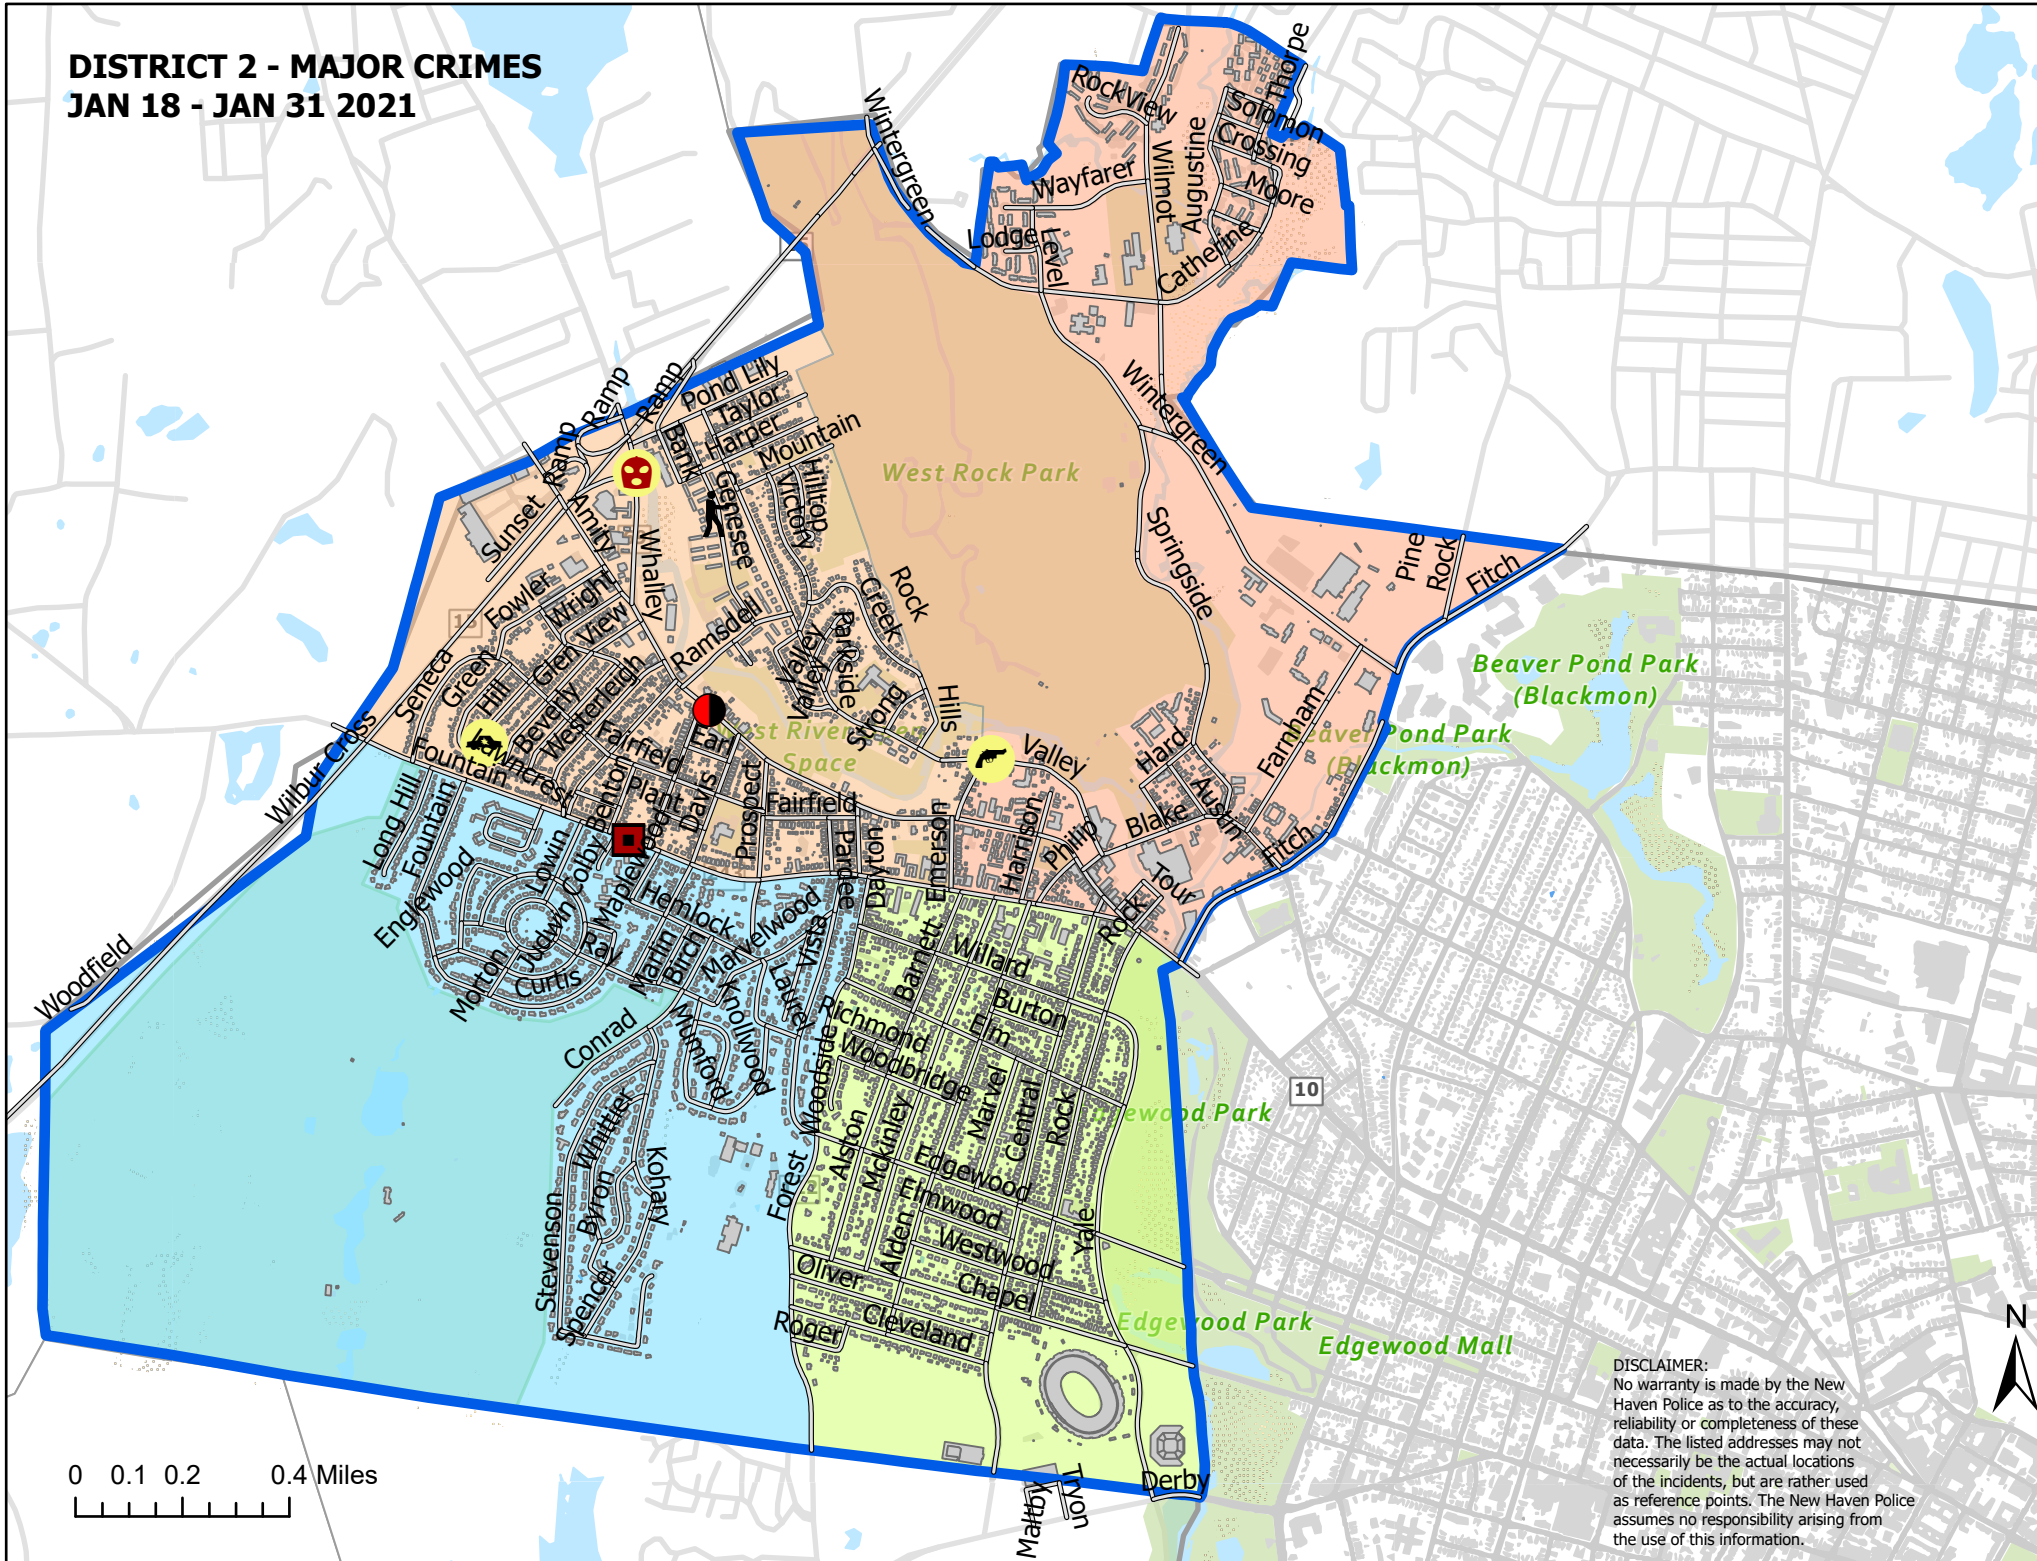 DISTRICT 2 - MAJOR CRIMES
JAN 18 - JAN 31 2021
Thorpe
Rockview
Solomon
Crossing
Wintergreen
Augustine
Wilmot
Moore
Wayfarer
Lodge
Level
Catherine
Pond Lily
Ramp
Ramp
Ramp
Taylor
Harper
Mountain
Bank
Hilltop
Victory
Genesee
Wintergreen
West Rock Park
Sunset
Amity
Whalley
Springside
Pine
Rock
Fitch
Rock
Creek
Fowler
Wright
View
Glen
Ramsdell
Valley
Valley
Parkside
Strong
Hills
Seneca
Green
Hill
Beverly
Westerleigh
Beaver Pond Park
(Blackmon)
Farnham
Pond Park
Wilbur Cross
Fountain
Lawncrest
Fairfield
Earl
Space
Valley
Hard
Austin
Blake
Long Hill
Fountain
Benton
Plant
Davis
Prospect
Fairfield
Pardee
Dayton
Emerson
Harrison
Phillip
Fitch
Tour
Rock
Englewood
Lowin
Colby
Maplewood
Hemlock
Marvelwood
Vista
Judwin
Ray
Martin
Birch
Laurel
Barnett
Willard
Burton
Elm
Woodfield
Morton
Curtis
Conrad
Mumford
Knollwood
Woodside
Richmond
Woodbridge
Marvel
Central
Rock
10
Whittier
Byron
Kohary
Forest
Alston
Mckinley
Edgewood
Elmwood
Alden
Westwood
Yale
Stevenson
Spencer
Oliver
Chapel
Roger
Cleveland
Edgewood Park
Edgewood Mall
N
Maltby
Tryon
Derby
0 0.1 0.2 0.4 Miles
DISCLAIMER:
No warranty is made by the New
Haven Police as to the accuracy,
reliability or completeness of these
data. The listed addresses may not
necessarily be the actual locations
of the incidents, but are rather used
as reference points. The New Haven Police
assumes no responsibility arising from
the use of this information.